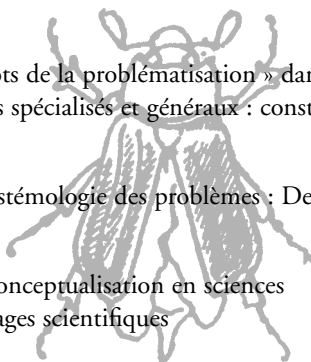 ots de la problématisation » dan
s spécialisés et généraux : const
stémologie des problèmes : De
onceptualisation en sciences
ages scientifiques